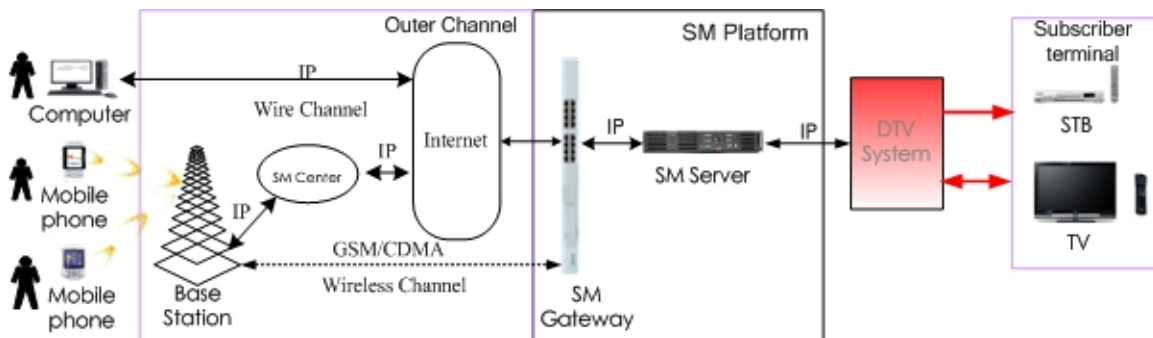 Outer Channel
SM Platform
Subscriber
terminal
IP
Computer
Wire Channel
Internet
IP
IP
DTV
System
STB
SM Server
Mobile
phone
SM Center
IP
IP
TV
GSM/CDMA
Wireless Channel
Mobile
phone
Base
Station
SM
Gateway